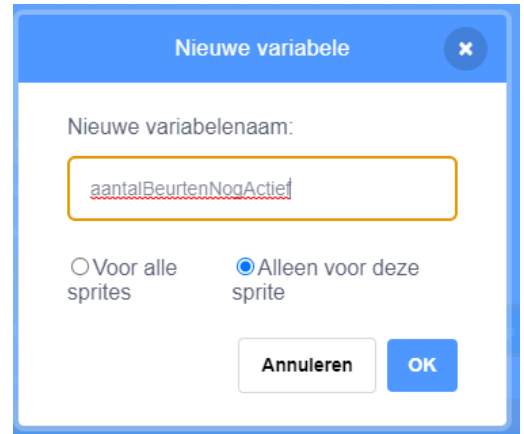 Nieuwe variabele
Nieuwe variabelenaam:
aantalBeurtenNogActief
Voor alle
sprites
Alleen voor deze
sprite
Annuleren
OK